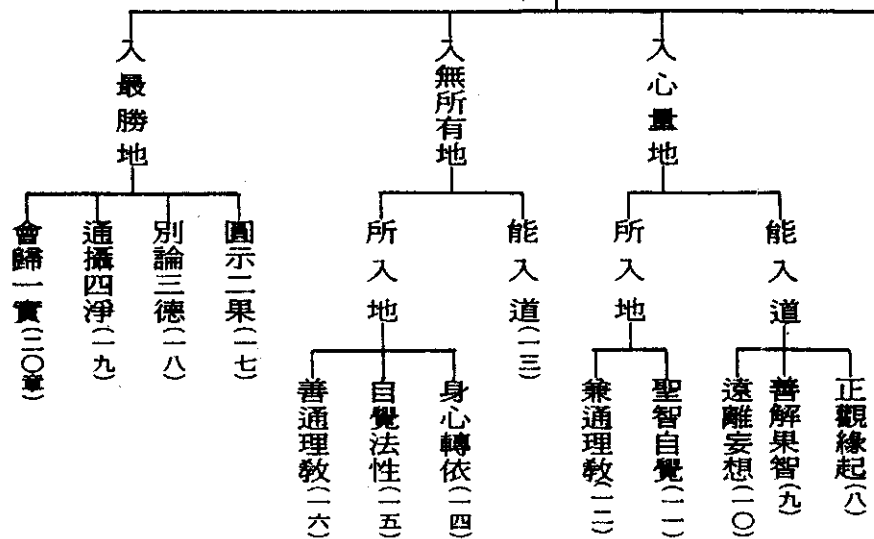 入心量地
能入道
正觀緣起(八)
善解果智(九)
遠離妄想(一〇)
所入地
聖智自覺(一一)
兼通理教(一二)
入無所有地
能入道(一三)
所入地
身心轉依(一四)
自覺法性(一五)
善通理教(一六)
入最勝地
圓示二果(一七)
別論三德(一八)
通攝四淨(一九)
會歸一實(二〇章)